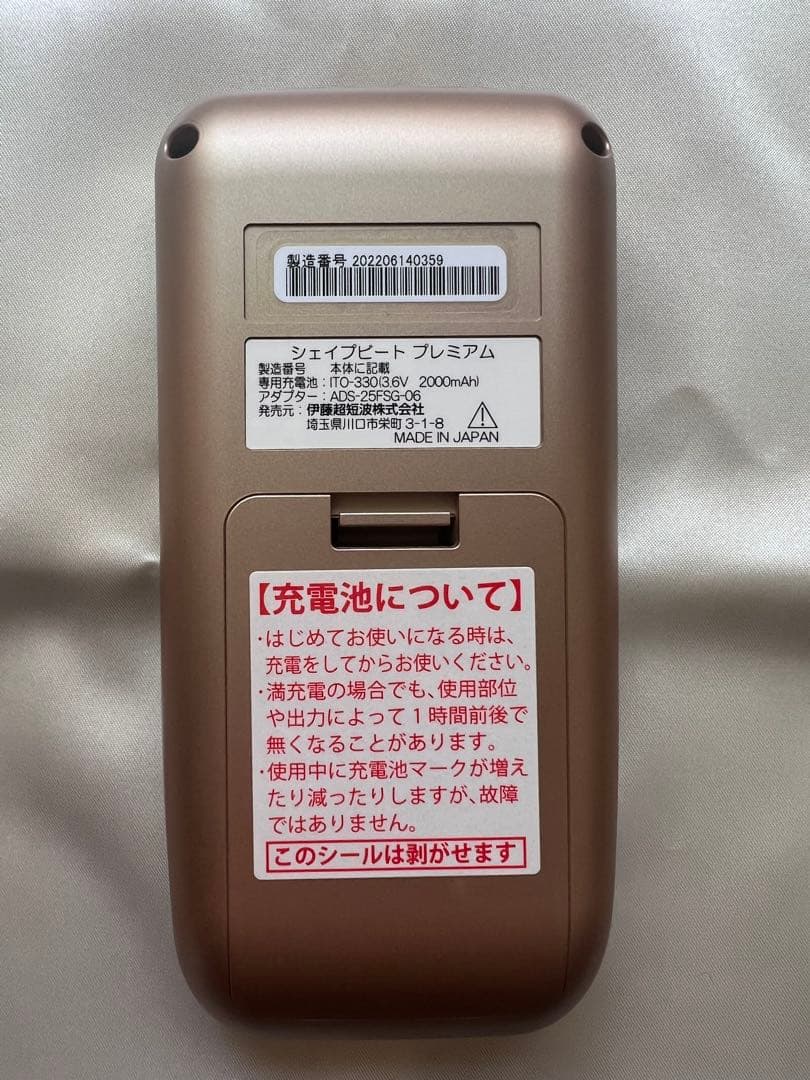 製造番号 202206140359
シェイプビート プレミアム
製造番号 本体に記載
専用充電池：ITO-330(3.6V 2000mAh)
アダプター：ADS-25FSG-06
発売元：伊藤超短波株式会社
埼玉県川口市栄町3-1-8
MADE IN JAPAN
【充電池について】
・はじめてお使いになる時は、
充電をしてからお使いください。
・満充電の場合でも、使用部位
や出力によって1時間前後で
無くなることがあります。
・使用中に充電池マークが増え
たり減ったりしますが、故障
ではありません。
このシールは剥がせます